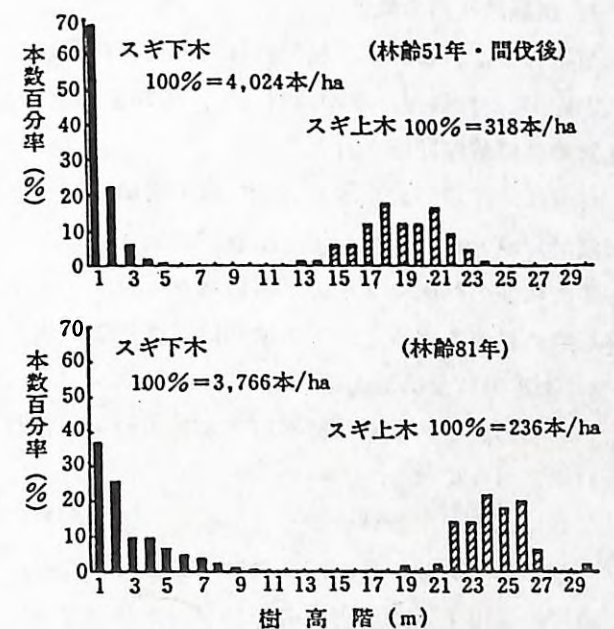 本数百分率(%)
70
60
50
40
30
20
10
0
スギ下木
100%=4,024本/ha
(林齢51年・間伐後)
スギ上木 100%=318本/ha
1 3 5 7 9 11 13 15 17 19 21 23 25 27 29
本数百分率(%)
70
60
50
40
30
20
10
0
スギ下木
100%=3,766本/ha
(林齢81年)
スギ上木 100%=236本/ha
1 3 5 7 9 11 13 15 17 19 21 23 25 27 29
樹高階(m)